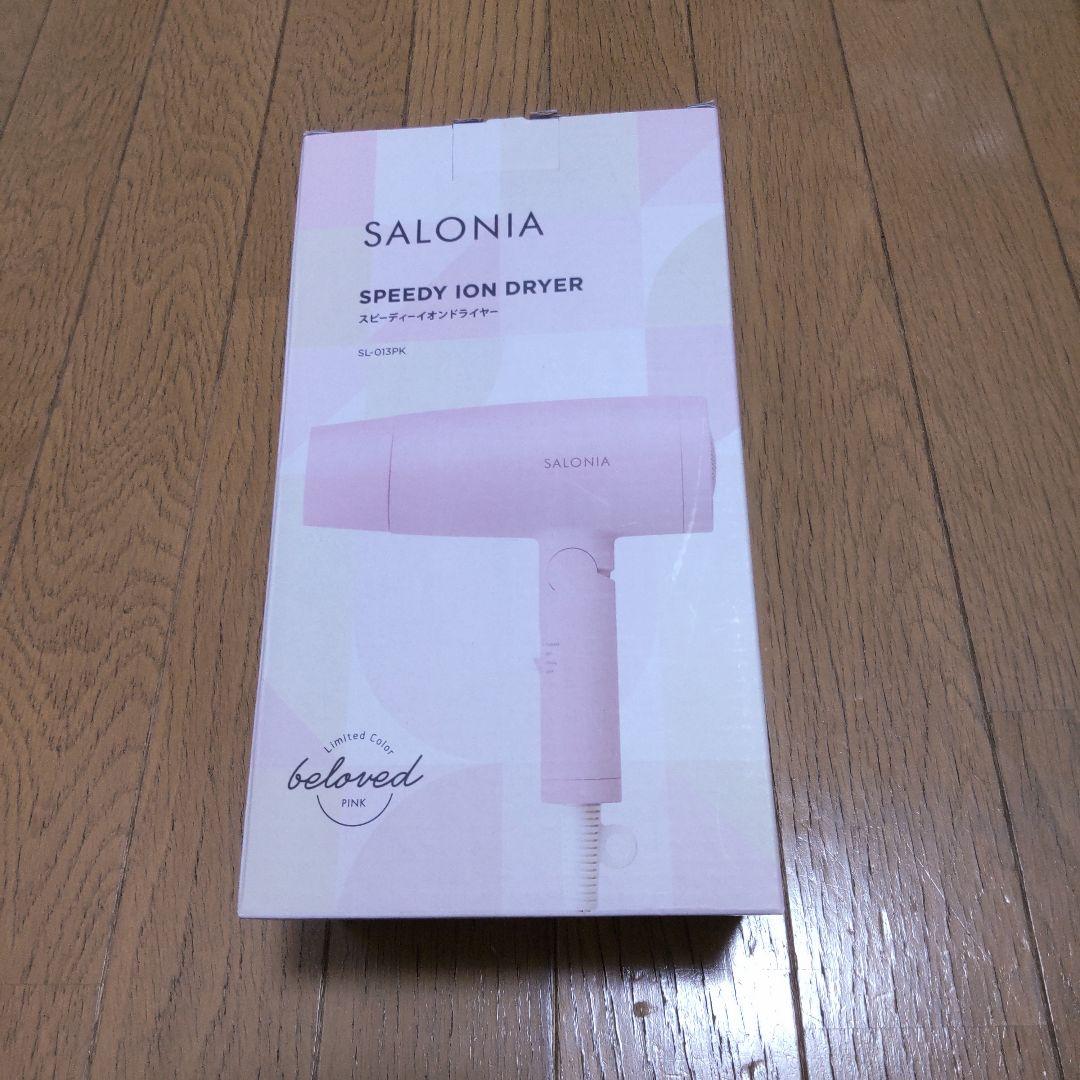 SALONIA
SPEEDY ION DRYER
スピーディーイオンドライヤー
SL-013PK
SALONIA
Limited Color
beloved
PINK